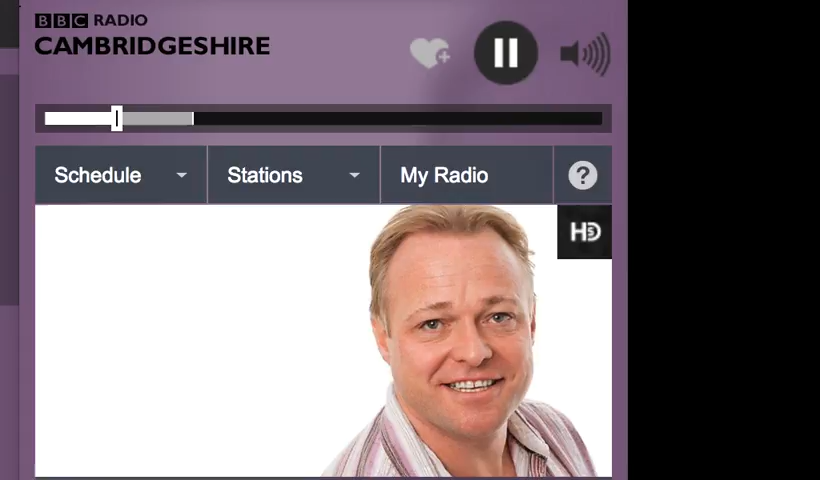 BBC RADIO
CAMBRIDGESHIRE
Schedule
Stations
My Radio
?
HD